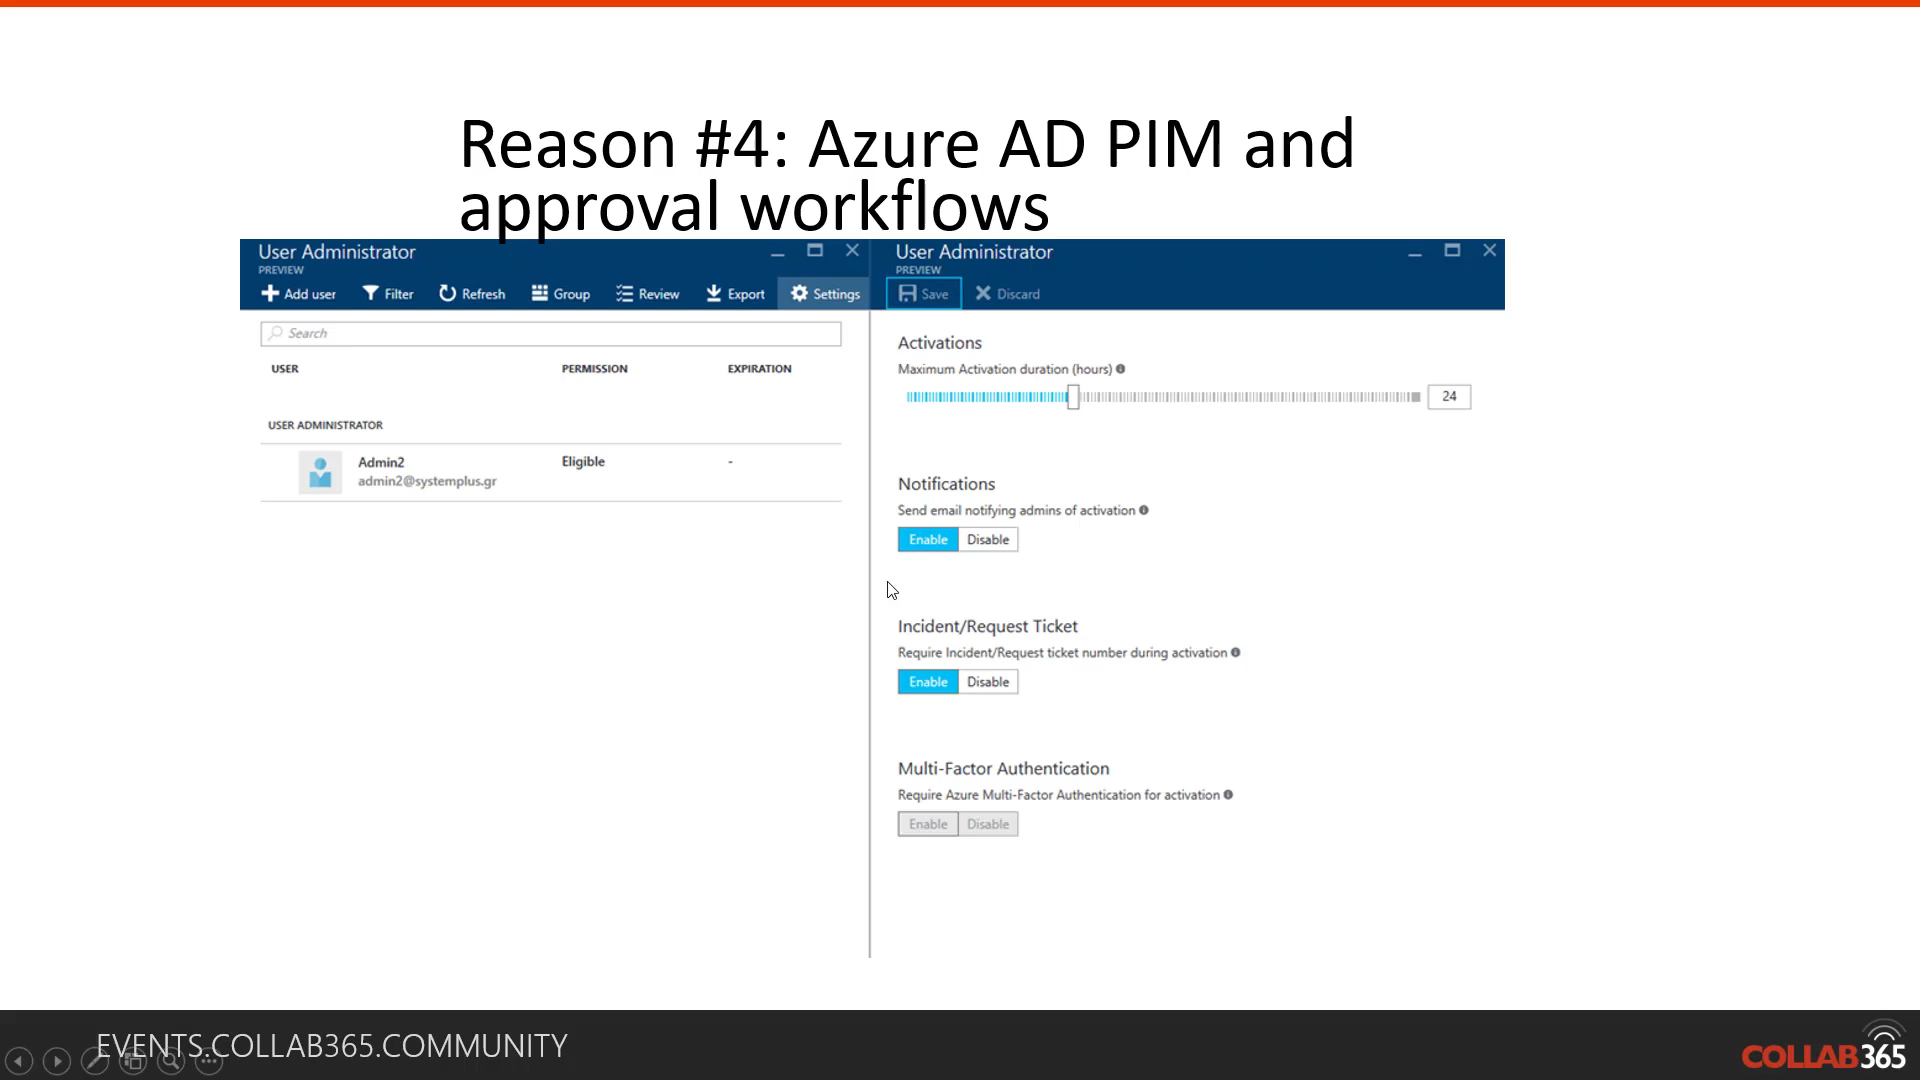 Reason #4: Azure AD PIM and
approval workflows
User Administrator
PREVIEW
Add user Filter Refresh Group Review Export Settings
Search
USER PERMISSION EXPIRATION
USER ADMINISTRATOR
Admin2 Eligible -
admin2@systemplus.gr
User Administrator
PREVIEW
Save Discard
Activations
Maximum Activation duration (hours)
24
Notifications
Send email notifying admins of activation
Enable Disable
Incident/Request Ticket
Require Incident/Request ticket number during activation
Enable Disable
Multi-Factor Authentication
Require Azure Multi-Factor Authentication for activation
Enable Disable
EVENTS.COLLAB365.COMMUNITY
COLLAB365